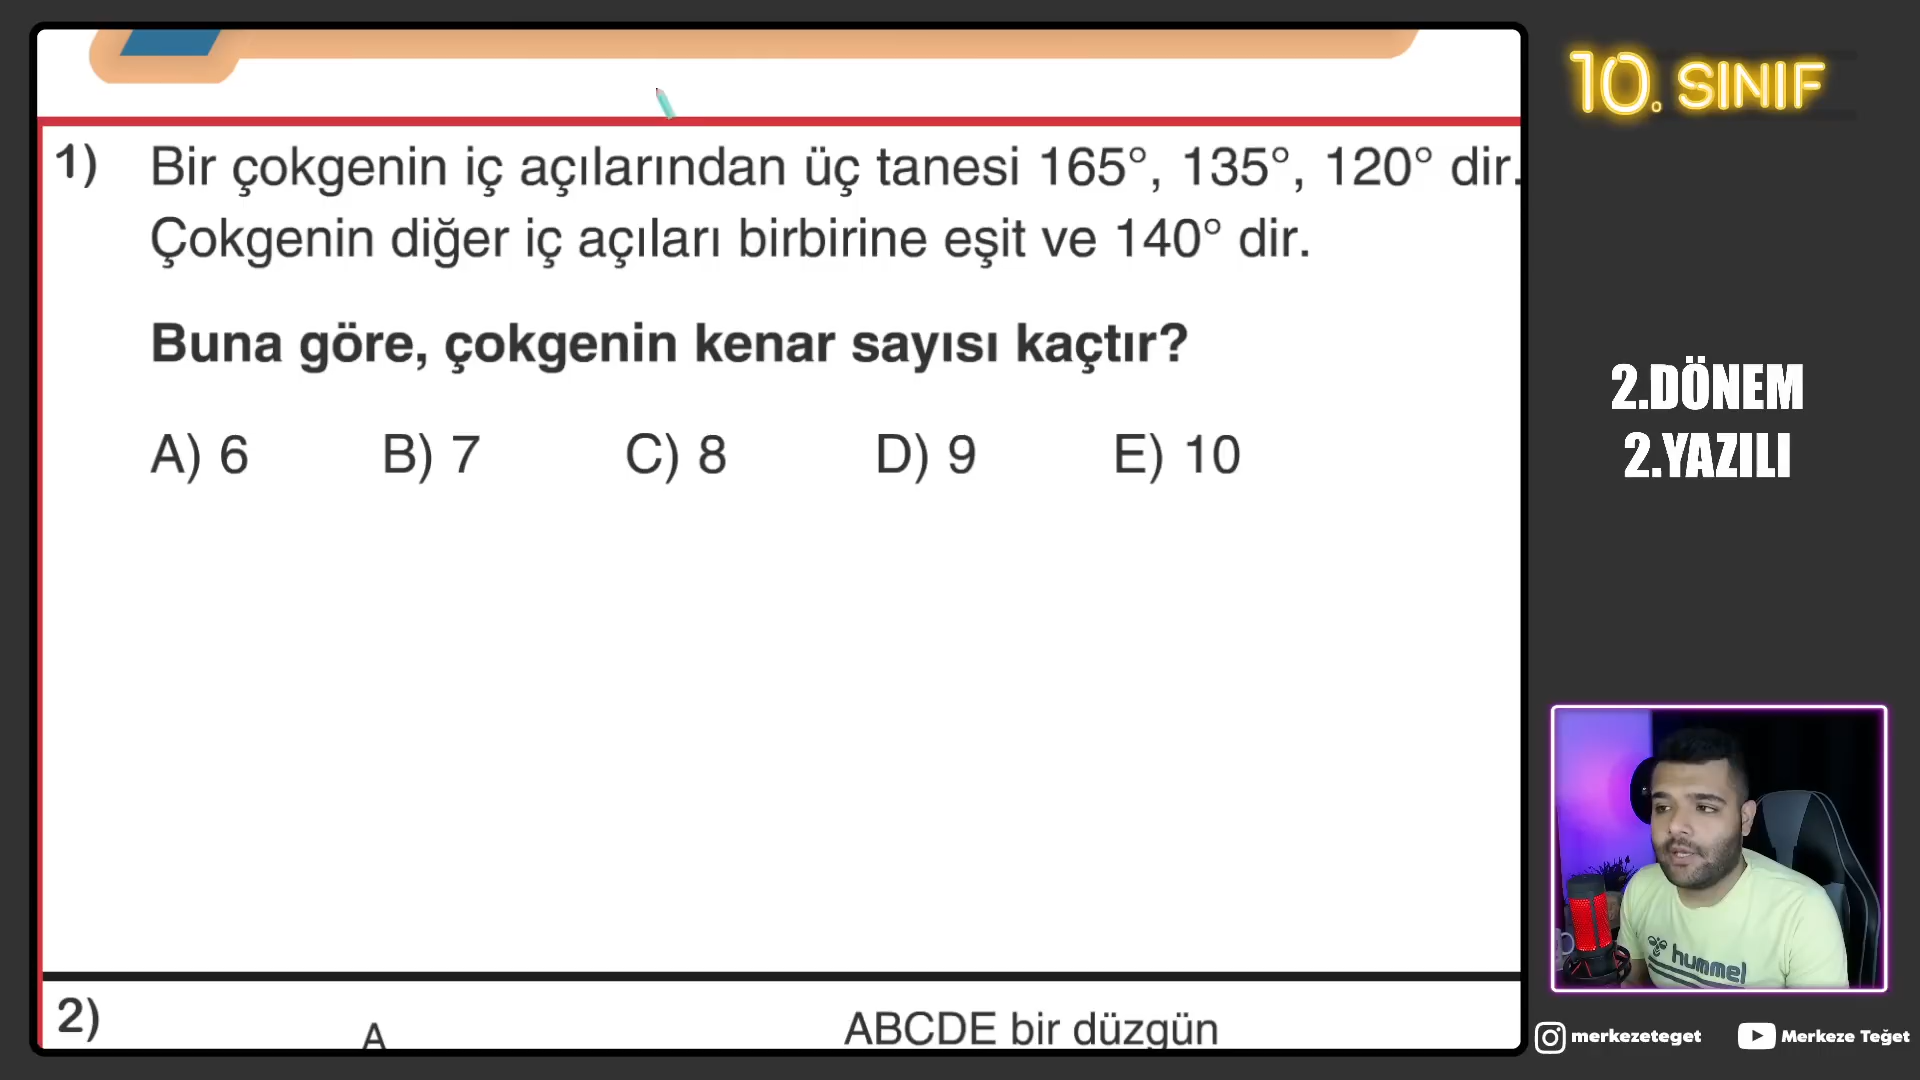 10. SINIF
1) Bir çokgenin iç açılarından üç tanesi 165°, 135°, 120° dir.
Çokgenin diğer iç açıları birbirine eşit ve 140° dir.
Buna göre, çokgenin kenar sayısı kaçtır?
A) 6 B) 7 C) 8 D) 9 E) 10
2.DÖNEM
2.YAZILI
hummel
2) A ABCDE bir düzgün
merkezeteget Merkeze Teğet